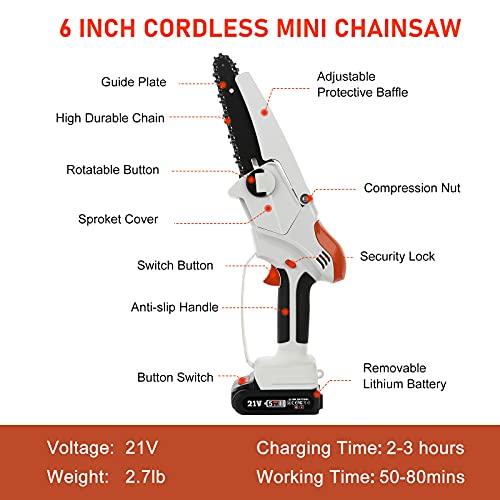 6 INCH CORDLESS MINI CHAINSAW
Guide Plate
Adjustable
Protective Baffle
High Durable Chain
Rotatable Button
Compression Nut
Sproket Cover
Security Lock
Switch Button
Anti-slip Handle
Button Switch
Removable
Lithium Battery
21V
Voltage: 21V
Charging Time: 2-3 hours
Weight: 2.7lb
Working Time: 50-80mins